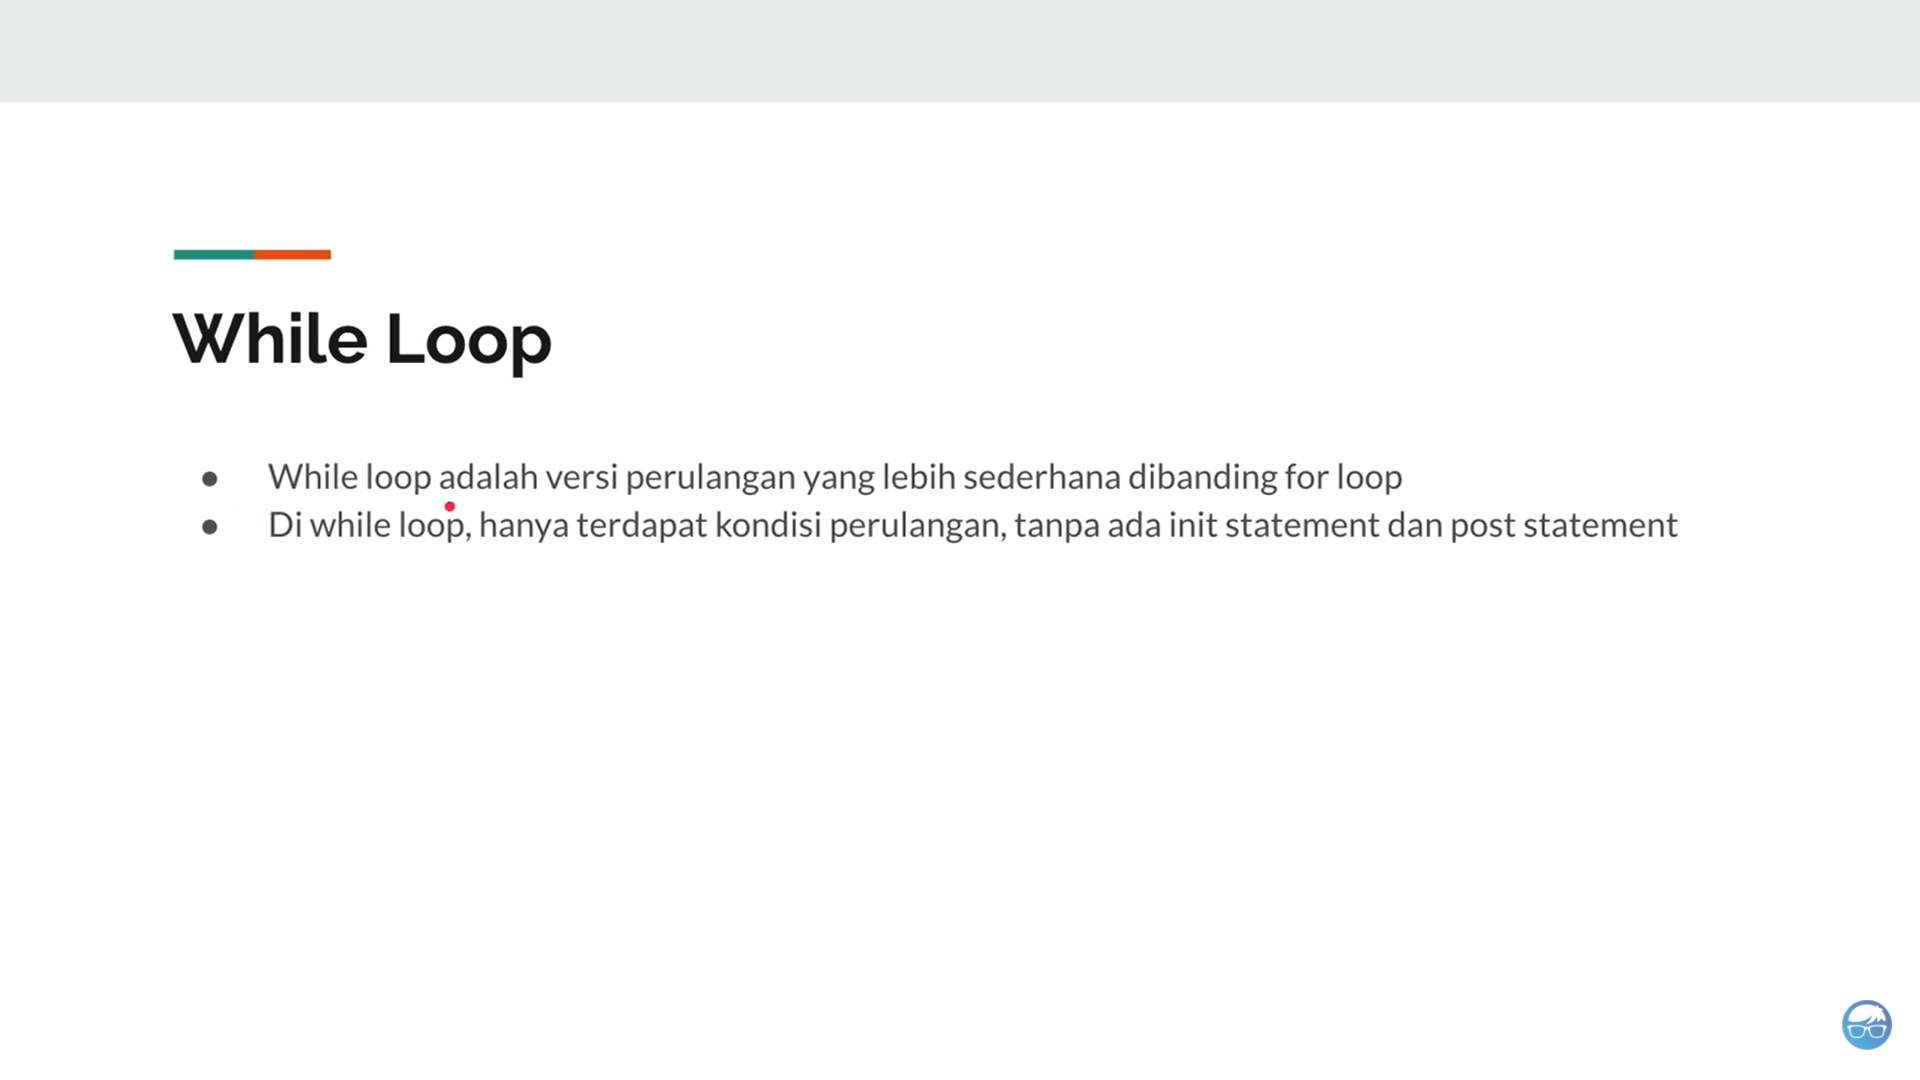 While Loop
● While loop adalah versi perulangan yang lebih sederhana dibanding for loop
● Di while loop, hanya terdapat kondisi perulangan, tanpa ada init statement dan post statement